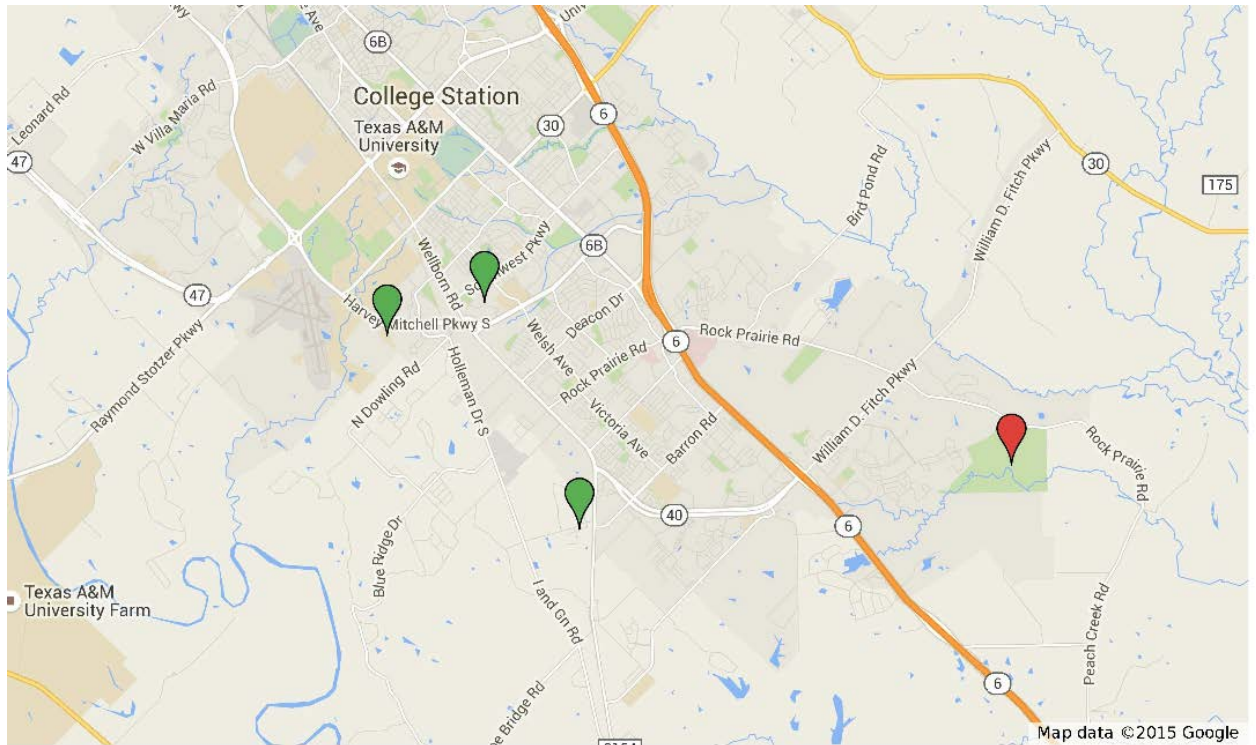 6B
College Station
Texas A&M
University
30
6
Leonard Rd
W Villa Maria Rd
47
30
175
Bird Pond Rd
William D. Fitch Pkwy
Wellborn Rd
Southwest Pkwy
6B
47
Harvey Mitchell Pkwy S
Deacon Dr
Rock Prairie Rd
6
Rock Prairie Rd
Raymond Stotzer Pkwy
N Dowling Rd
Holleman Dr S
Welsh Ave
Victoria Ave
Barron Rd
William D. Fitch Pkwy
Rock Prairie Rd
40
6
Blue Ridge Dr
I and Gn Rd
Texas A&M
University Farm
Peach Creek Rd
6
Bridge Rd
Map data ©2015 Google